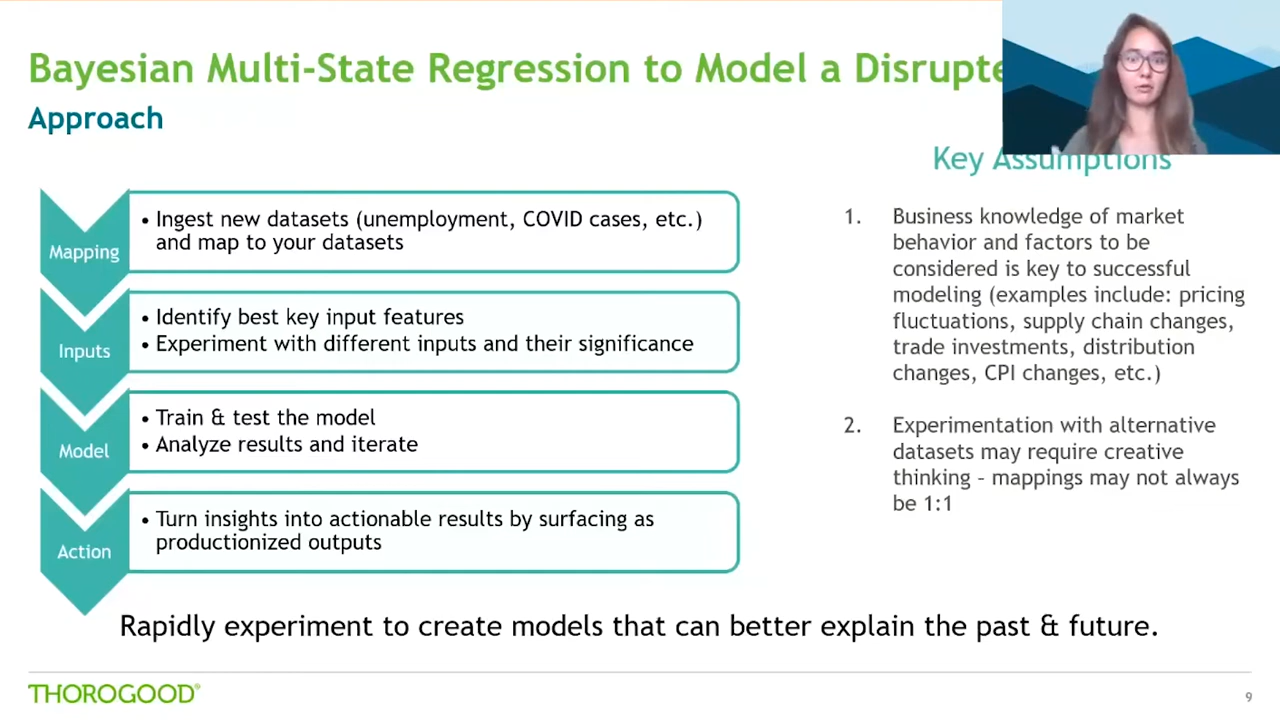 Bayesian Multi-State Regression to Model a
Approach
Key Assumptions
Mapping
• Ingest new datasets (unemployment, COVID cases, etc.)
and map to your datasets
Inputs
• Identify best key input features
• Experiment with different inputs and their significance
Model
• Train & test the model
• Analyze results and iterate
Action
• Turn insights into actionable results by surfacing as
productionized outputs
1. Business knowledge of market
behavior and factors to be
considered is key to successful
modeling (examples include: pricing
fluctuations, supply chain changes,
trade investments, distribution
changes, CPI changes, etc.)
2. Experimentation with alternative
datasets may require creative
thinking – mappings may not always
be 1:1
Rapidly experiment to create models that can better explain the past & future.
THOROGOOD®
9